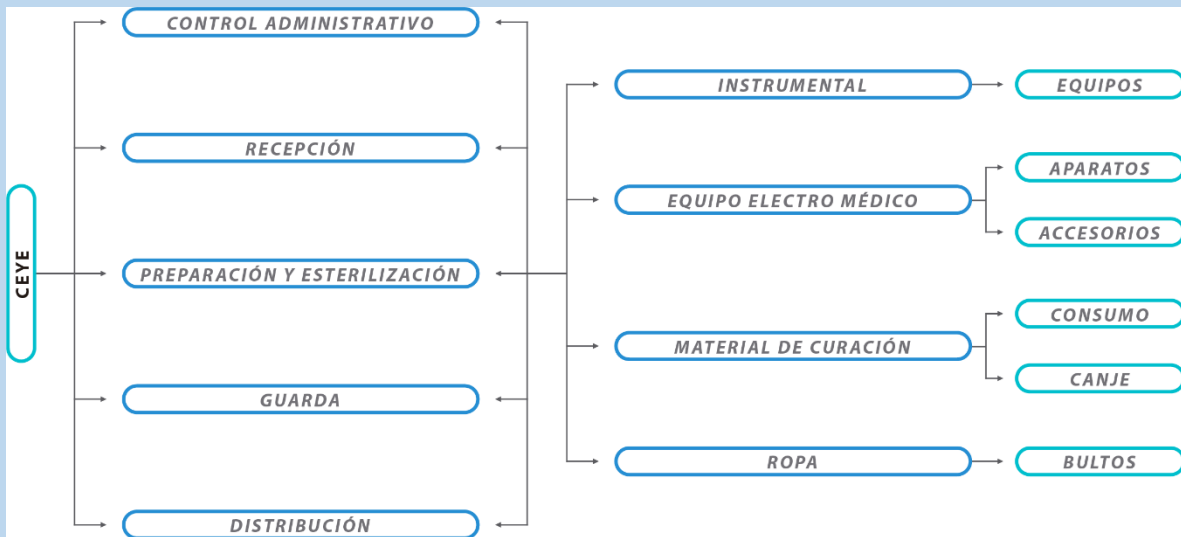 CEYE
CONTROL ADMINISTRATIVO
RECEPCIÓN
PREPARACIÓN Y ESTERILIZACIÓN
GUARDA
DISTRIBUCIÓN
INSTRUMENTAL
EQUIPO ELECTRO MÉDICO
MATERIAL DE CURACIÓN
ROPA
EQUIPOS
APARATOS
ACCESORIOS
CONSUMO
CANJE
BULTOS